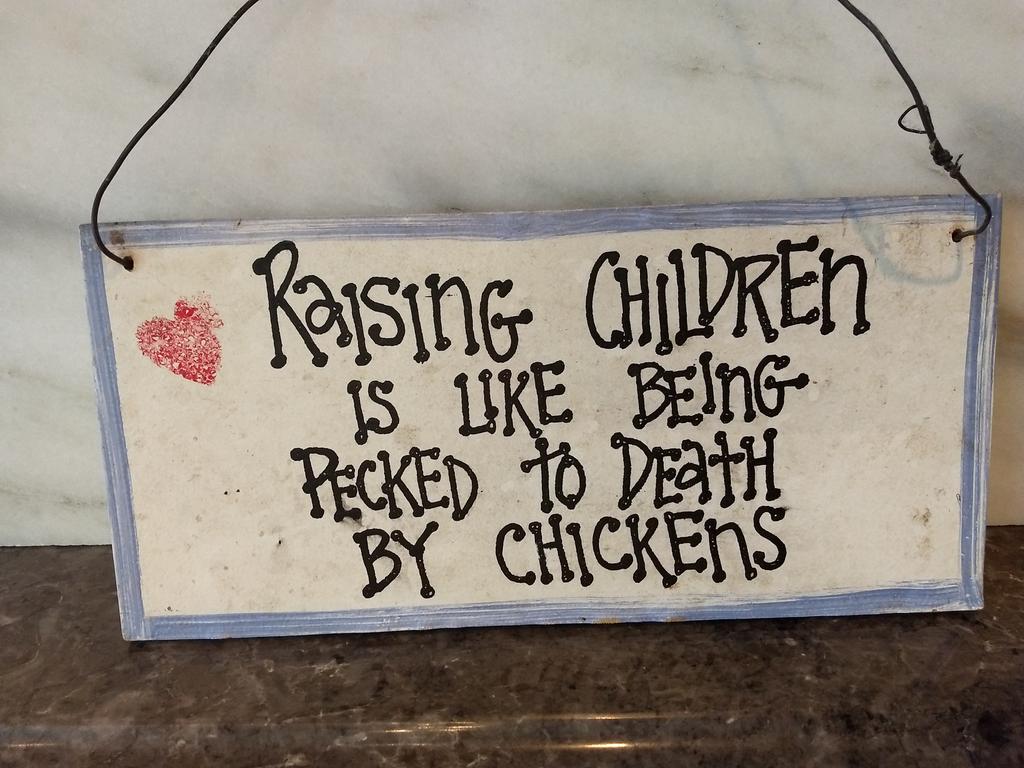 Raising CHiLDREn
is LiKE BEing
PECKED to DEatH
BY CHiCKEnS